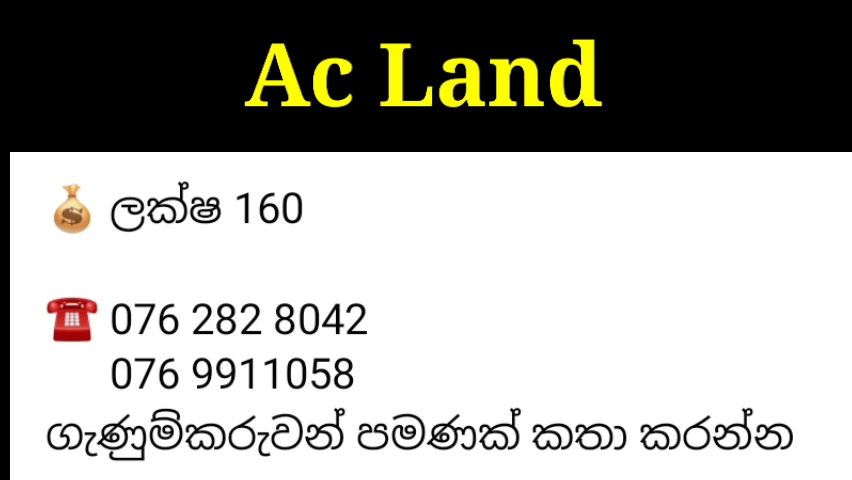 Ac Land
💰 ලක්ෂ 160
☎️ 076 282 8042
076 9911058
ගැණුම්කරුවන් පමණක් කතා කරන්න